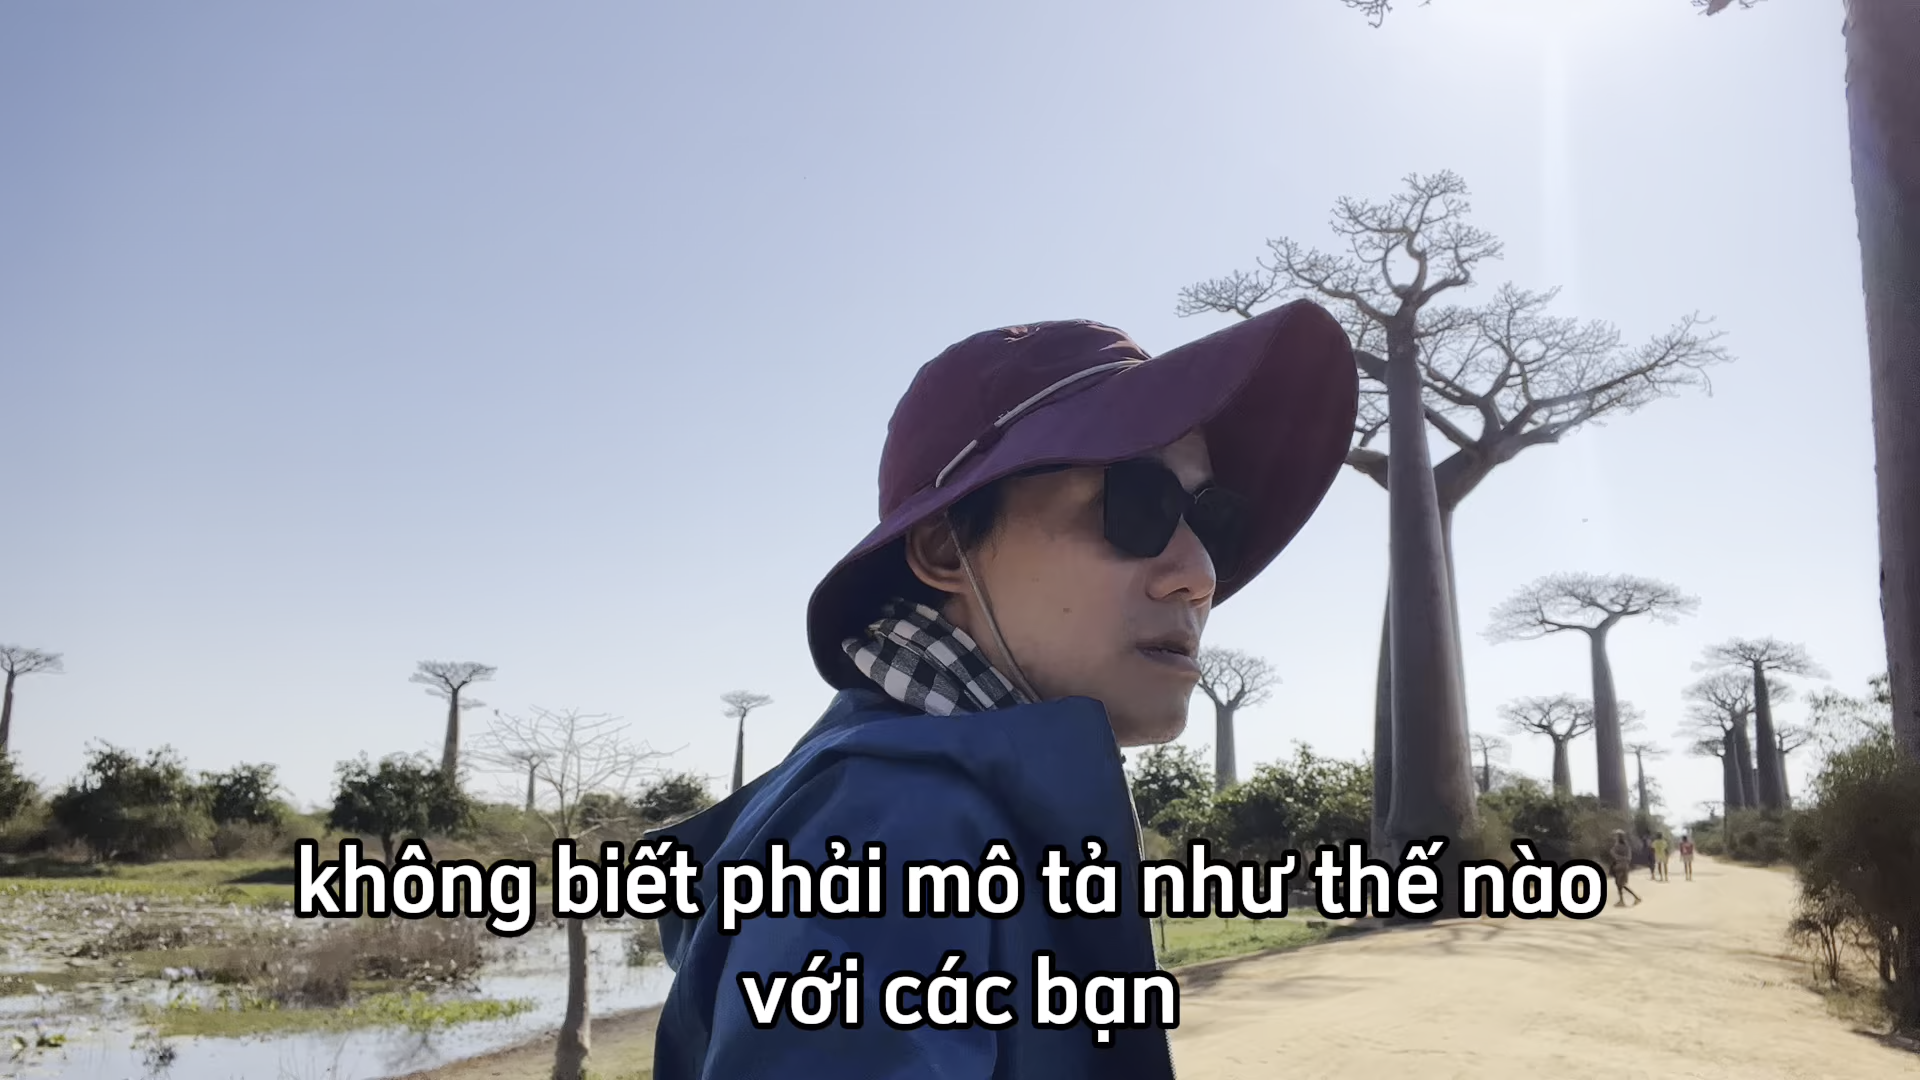 không biết phải mô tả như thế nào
với các bạn